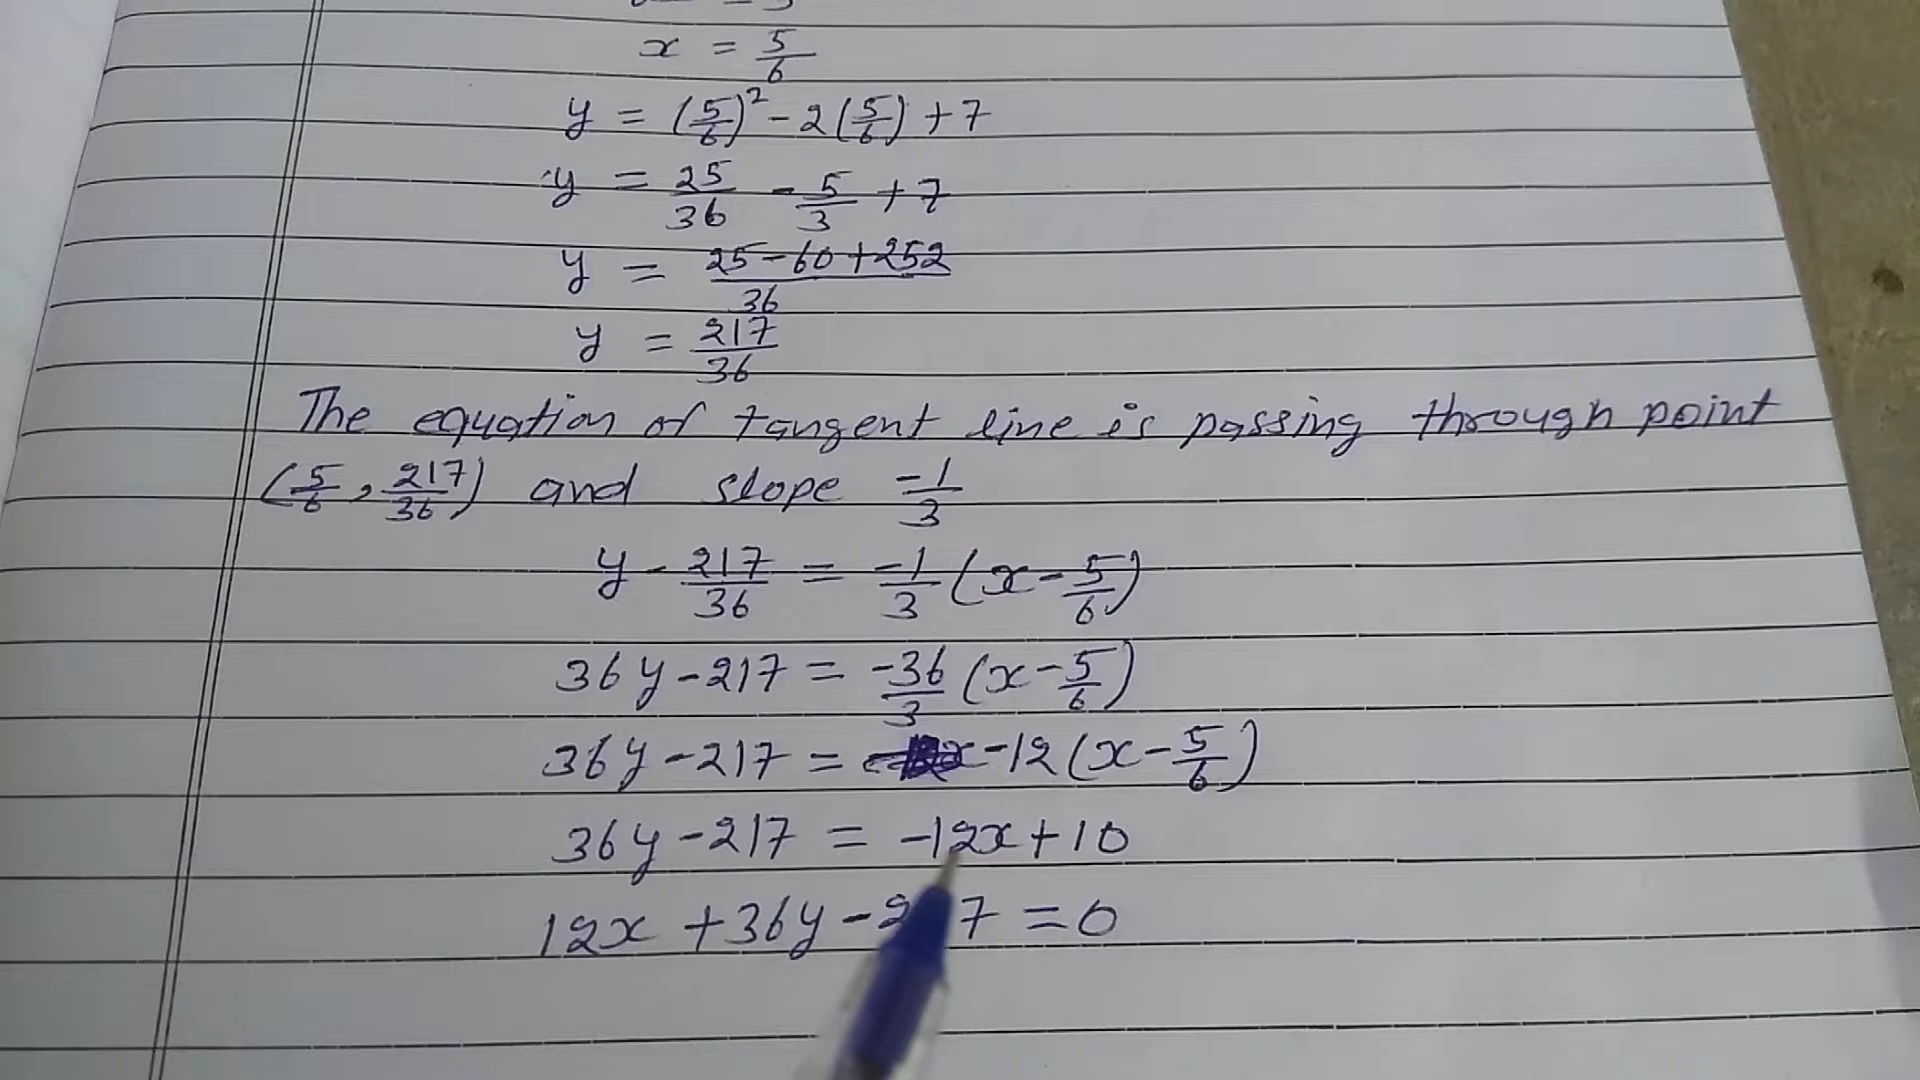 x = 5/6
y = (5/6)² - 2(5/6) + 7
y = 25/36 - 5/3 + 7
y = 25-60+252/36
y = 217/36
The equation of tangent line is passing through point
(5/6, 217/36) and slope -1/3
y - 217/36 = -1/3 (x - 5/6)
36y - 217 = -36/3 (x - 5/6)
36y - 217 = -12(x - 5/6)
36y - 217 = -12x + 10
12x + 36y - 2 7 = 0